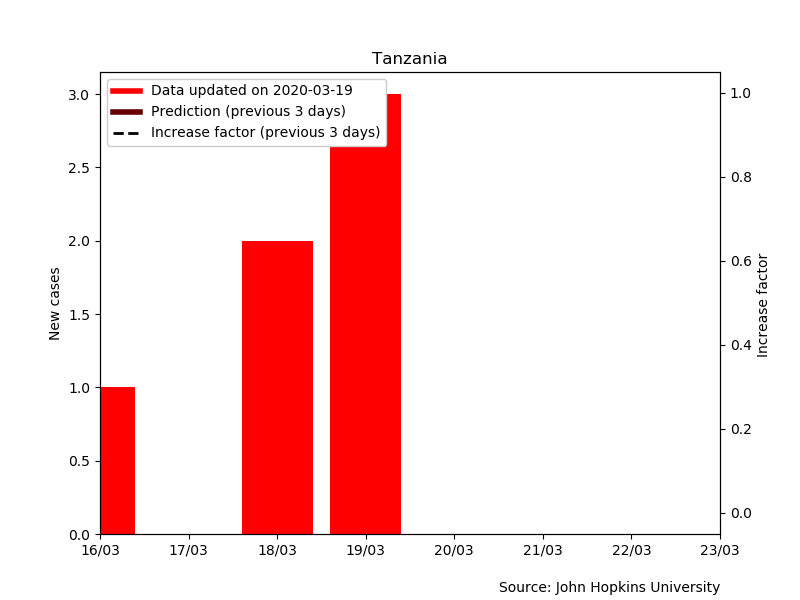 Tanzania
Data updated on 2020-03-19
Prediction (previous 3 days)
Increase factor (previous 3 days)
New cases
3.0
2.5
2.0
1.5
1.0
0.5
0.0
1.0
0.8
0.6
0.4
0.2
0.0
Increase factor
16/03 17/03 18/03 19/03 20/03 21/03 22/03 23/03
Source: John Hopkins University